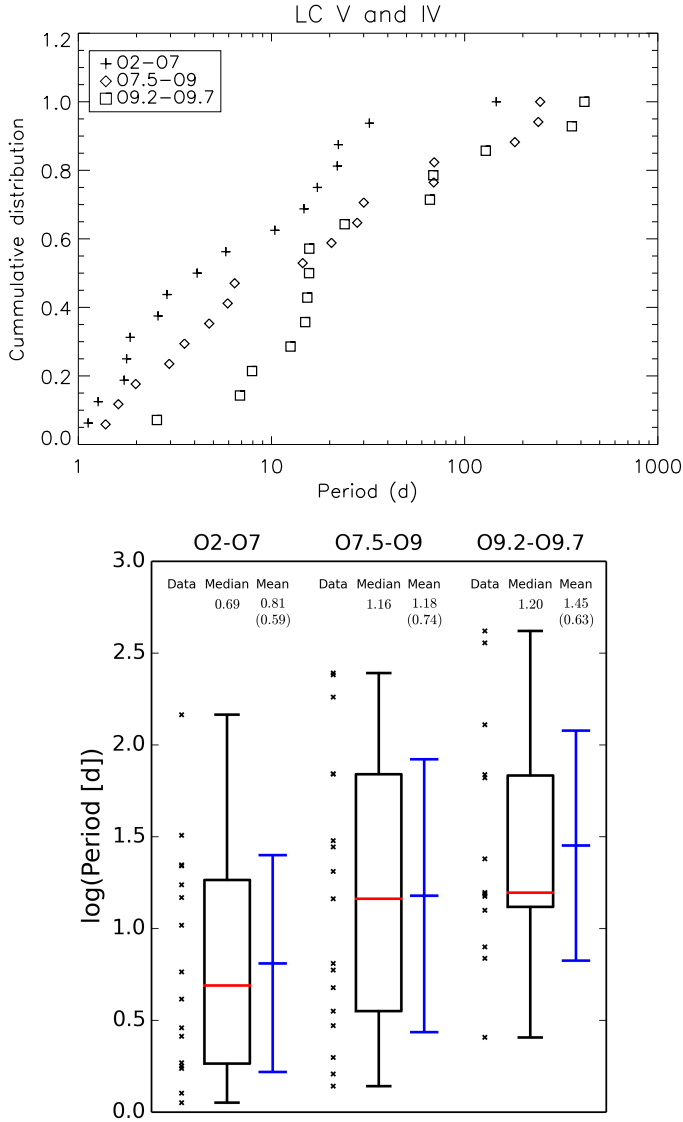 LC V and IV
1.2
O2-O7
O7.5-O9
O9.2-O9.7
1.0
0.8
0.6
0.4
0.2
0.0
Cummulative distribution
1 10 100 1000
Period (d)
O2-O7 O7.5-O9 O9.2-O9.7
3.0
Data Median Mean Data Median Mean Data Median Mean
0.69 0.81 1.16 1.18 1.20 1.45
(0.59) (0.74) (0.63)
2.5
2.0
1.5
1.0
0.5
0.0
log(Period [d])